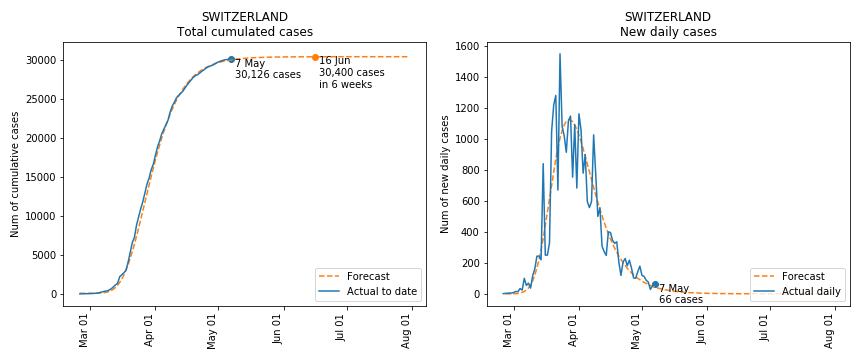 SWITZERLAND
Total cumulated cases
Num of cumulative cases
30000
25000
20000
15000
10000
5000
0
7 May
30,126 cases
16 Jun
30,400 cases
in 6 weeks
Forecast
Actual to date
Mar 01
Apr 01
May 01
Jun 01
Jul 01
Aug 01
SWITZERLAND
New daily cases
Num of new daily cases
1600
1400
1200
1000
800
600
400
200
0
7 May
66 cases
Forecast
Actual daily
Mar 01
Apr 01
May 01
Jun 01
Jul 01
Aug 01